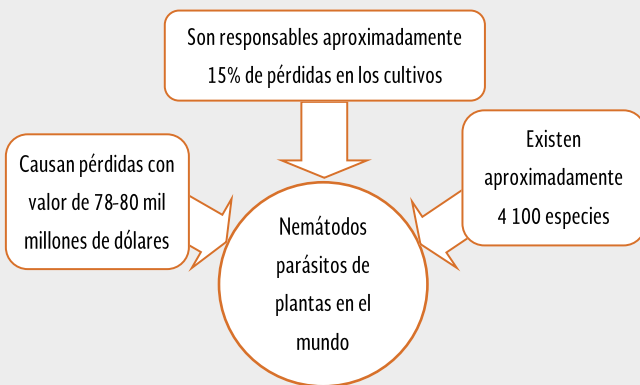 Son responsables aproximadamente
15% de pérdidas en los cultivos
Causan pérdidas con
valor de 78-80 mil
millones de dólares
Existen
aproximadamente
4 100 especies
Nemátodos
parásitos de
plantas en el
mundo